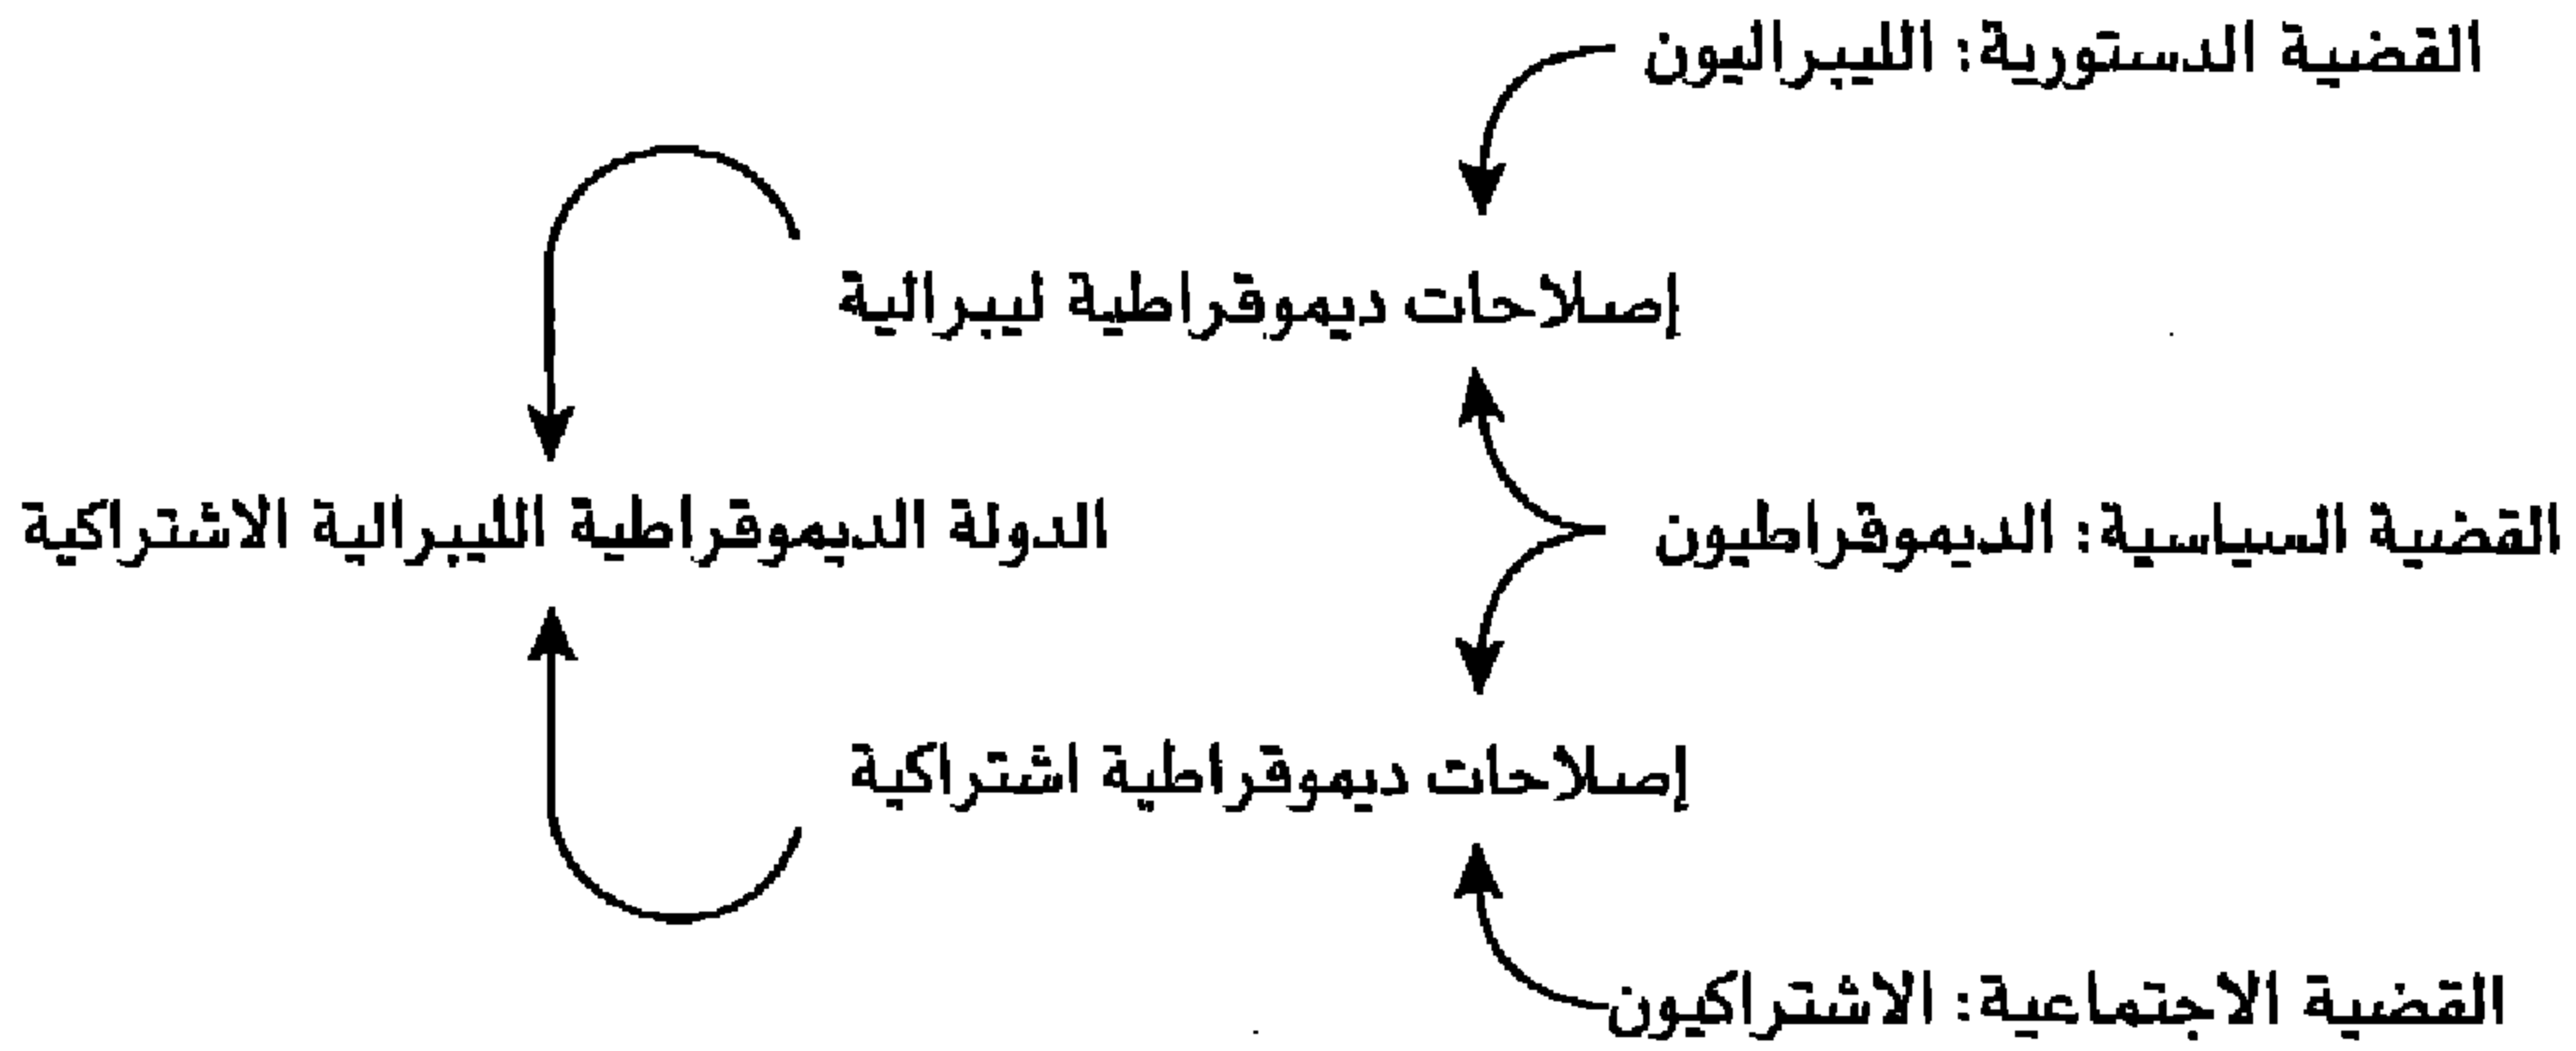 القضية الدستورية: الليبراليون
إصلاحات ديموقراطية ليبرالية
القضية السياسية: الديموقراطيون
الدولة الديموقراطية الليبرالية الاشتراكية
إصلاحات ديموقراطية اشتراكية
القضية الاجتماعية: الاشتراكيون